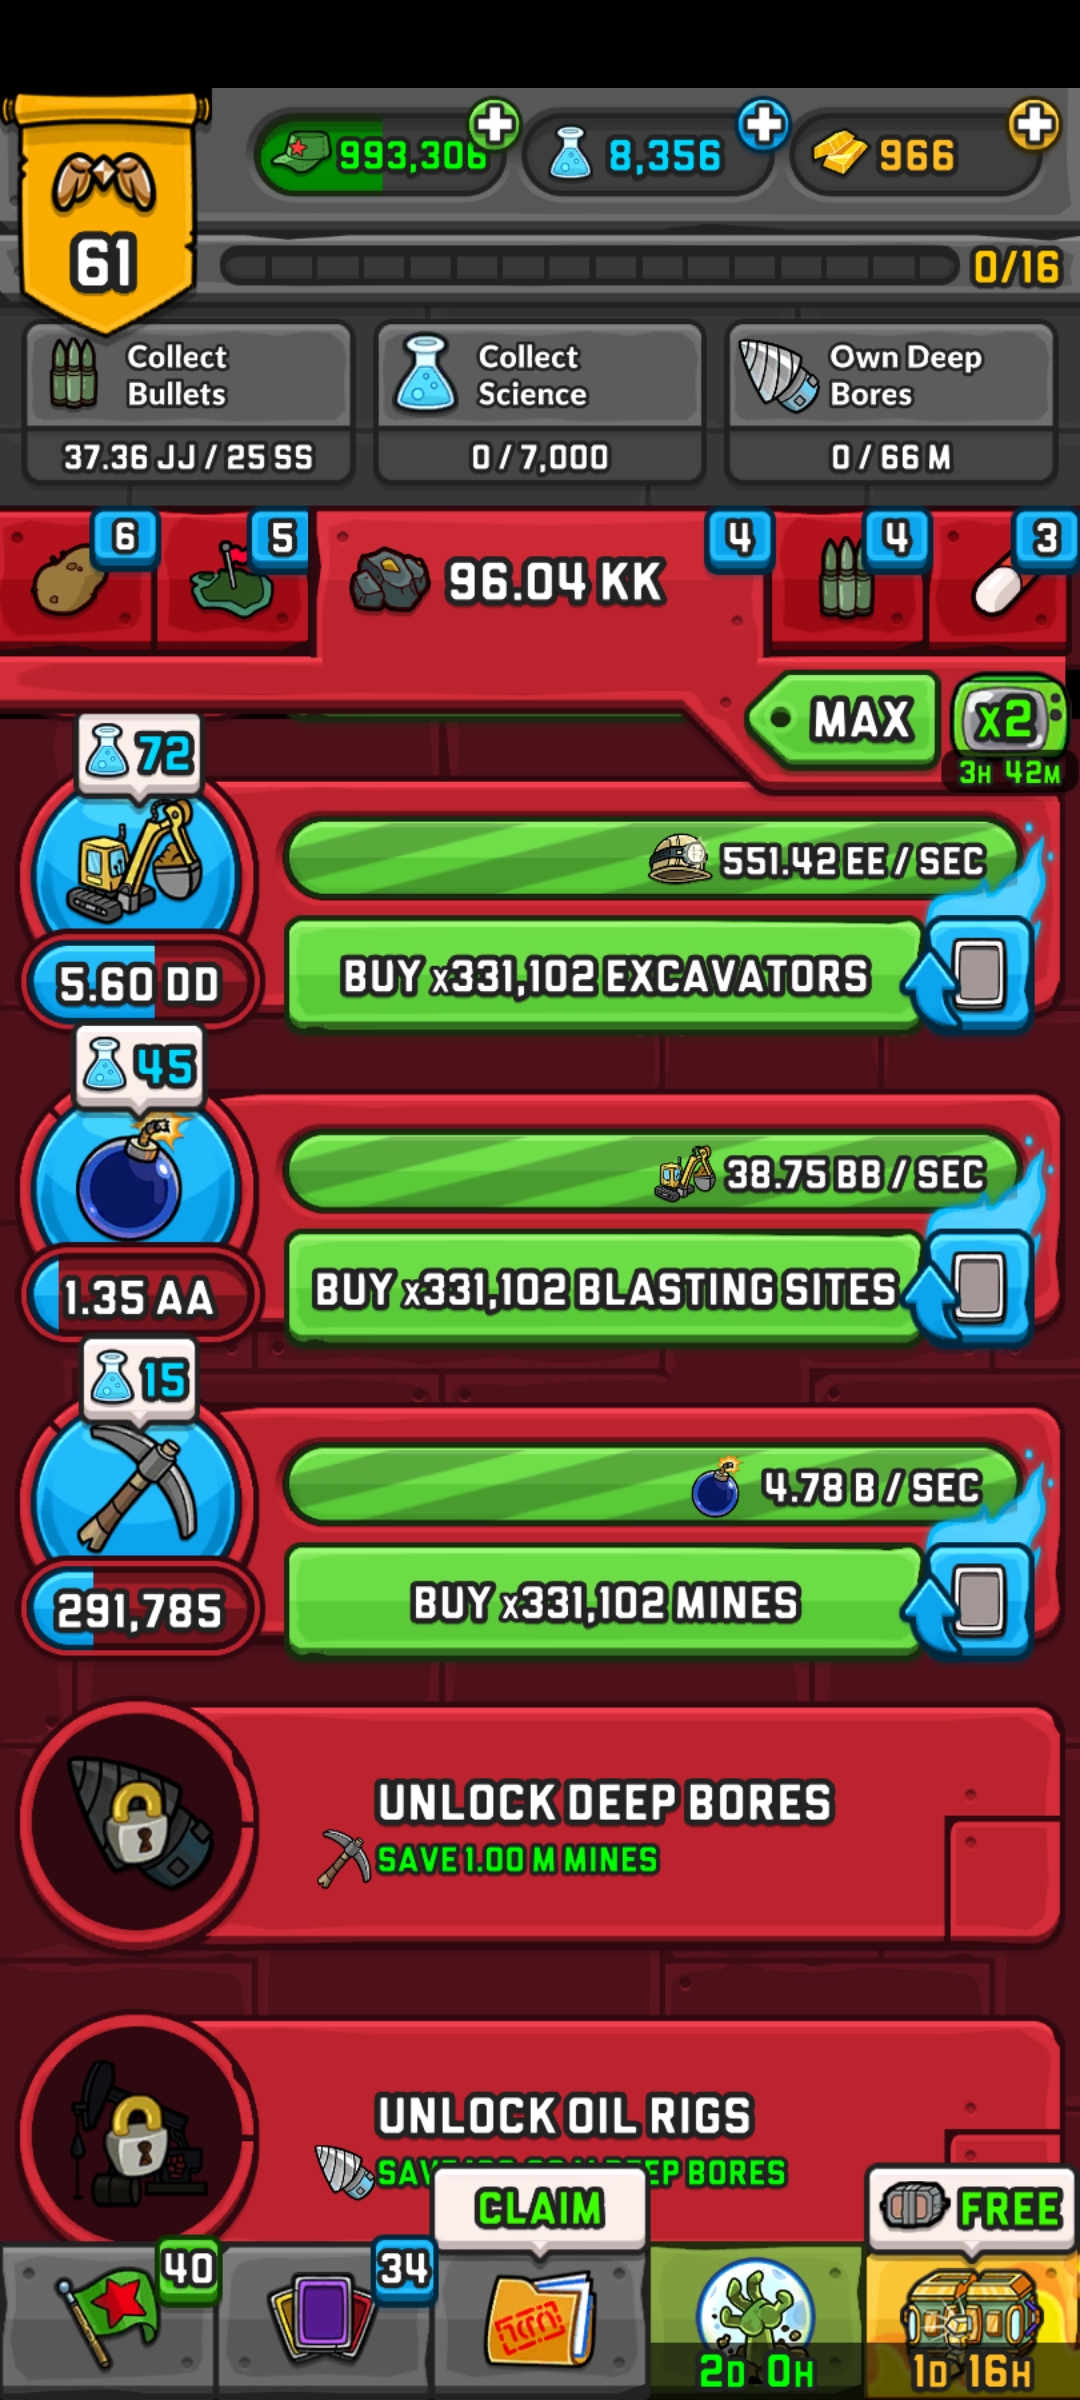 61
993,306
8,356
966
0/16
Collect
Bullets
37.36 JJ / 25 SS
Collect
Science
0 / 7,000
Own Deep
Bores
0 / 66 M
6
5
96.04 KK
4
4
3
MAX
x2
3H 42M
72
551.42 EE / SEC
5.60 DD
BUY x331,102 EXCAVATORS
45
38.75 BB / SEC
1.35 AA
BUY x331,102 BLASTING SITES
15
4.78 B / SEC
291,785
BUY x331,102 MINES
UNLOCK DEEP BORES
SAVE 1.00 M MINES
UNLOCK OIL RIGS
BORES
CLAIM
FREE
40
34
2D 0H
1D 16H